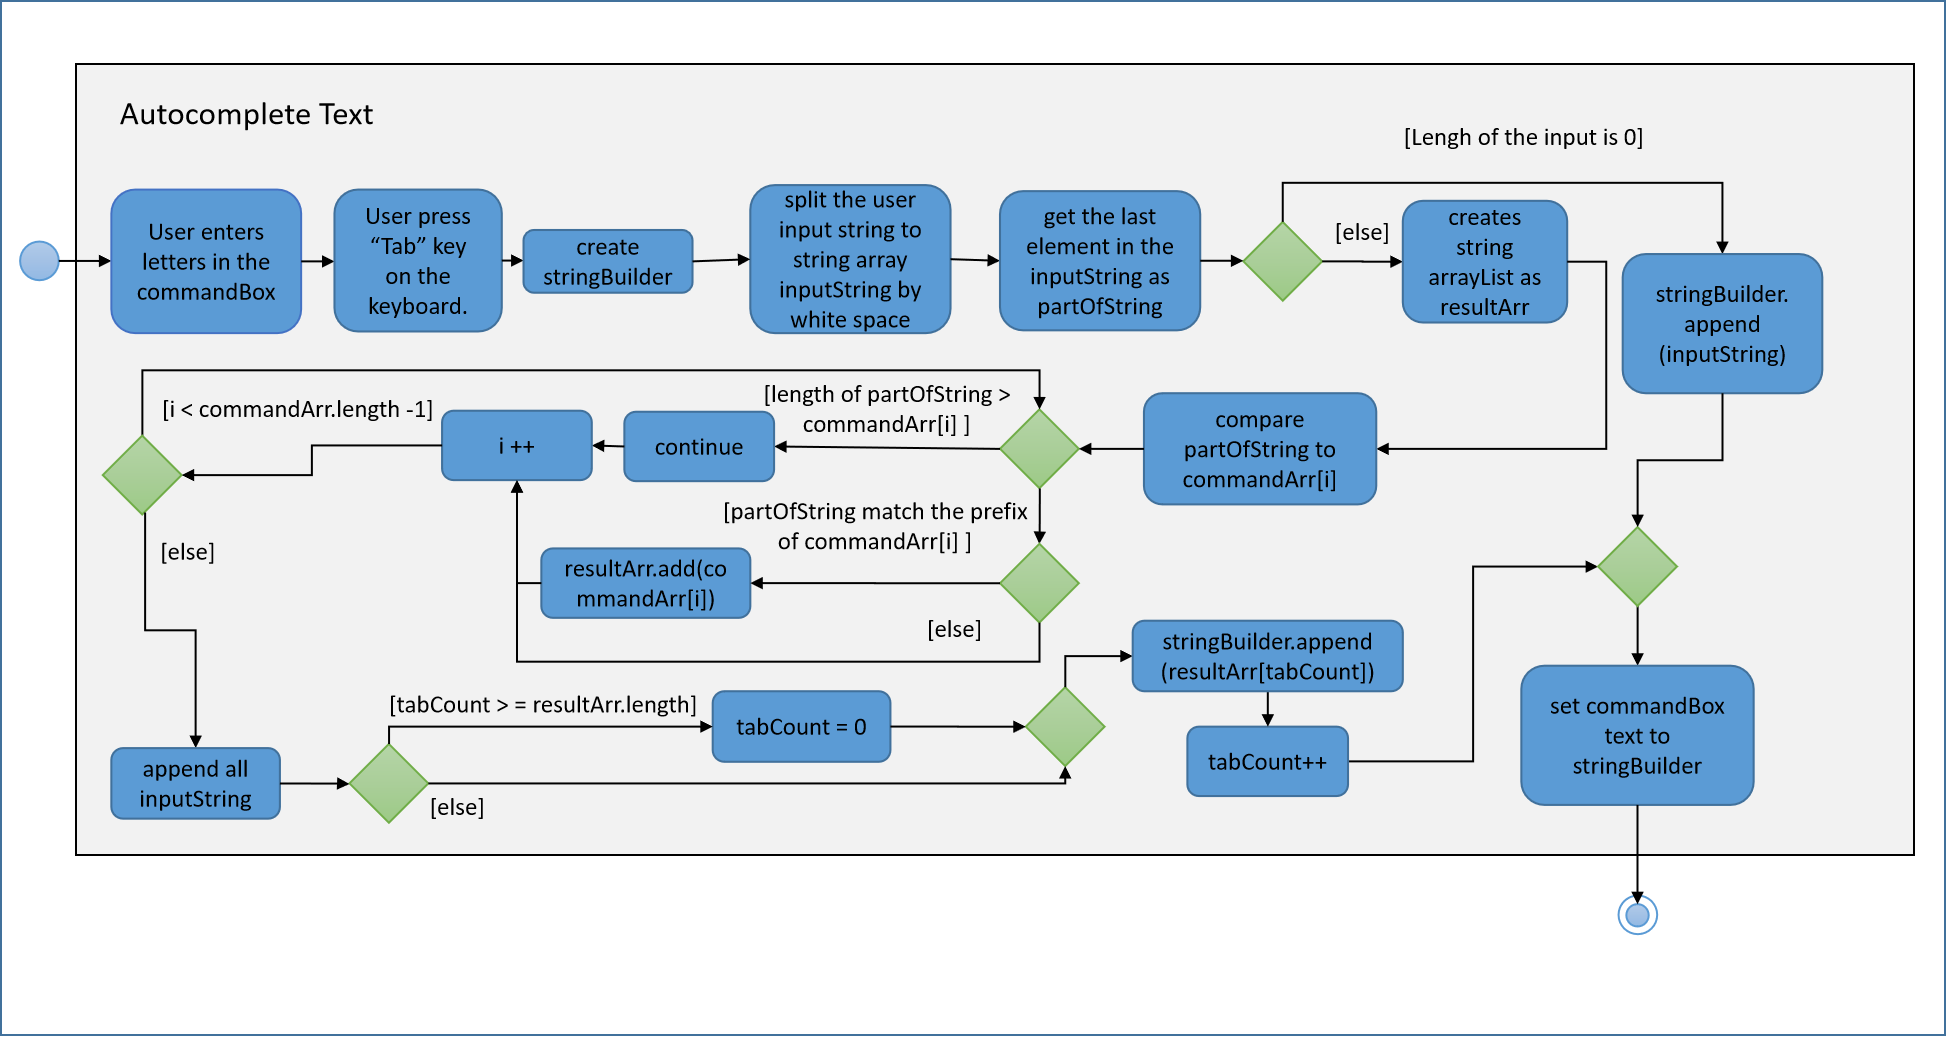 Autocomplete Text
[Lengh of the input is 0]
User enters
letters in the
commandBox
User press
“Tab” key
on the
keyboard.
create
stringBuilder
split the user
input string to
string array
inputString by
white space
get the last
element in the
inputString as
partOfString
[else]
creates
string
arrayList as
resultArr
stringBuilder.
append
(inputString)
[i < commandArr.length -1]
i ++
continue
[length of partOfString >
commandArr[i] ]
compare
partOfString to
commandArr[i]
[partOfString match the prefix
of commandArr[i] ]
[else]
resultArr.add(co
mmandArr[i])
[else]
stringBuilder.append
(resultArr[tabCount])
[tabCount > = resultArr.length]
tabCount = 0
tabCount++
set commandBox
text to
stringBuilder
append all
inputString
[else]